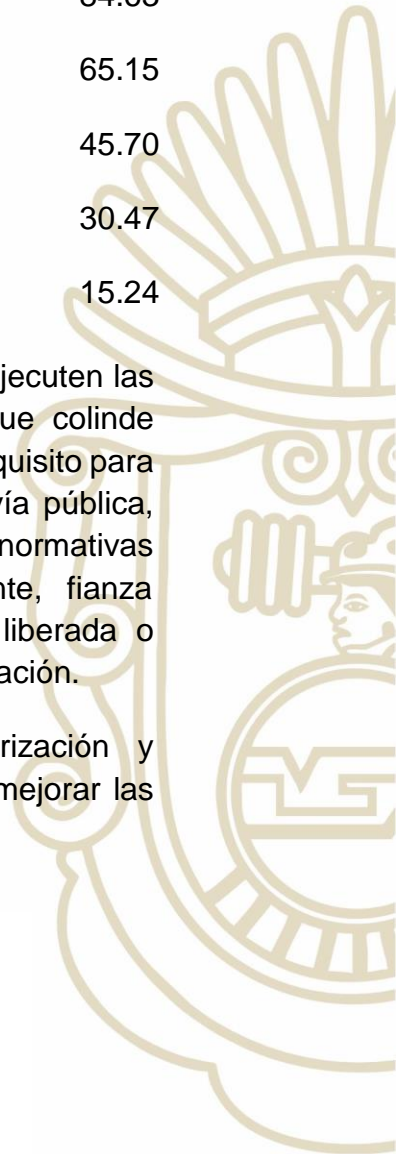 65.15
45.70
30.47
15.24
jecuten las
ue colinde
quisito para
vía pública,
normativas
nte, fianza
liberada o
ación.
rización y
mejorar las